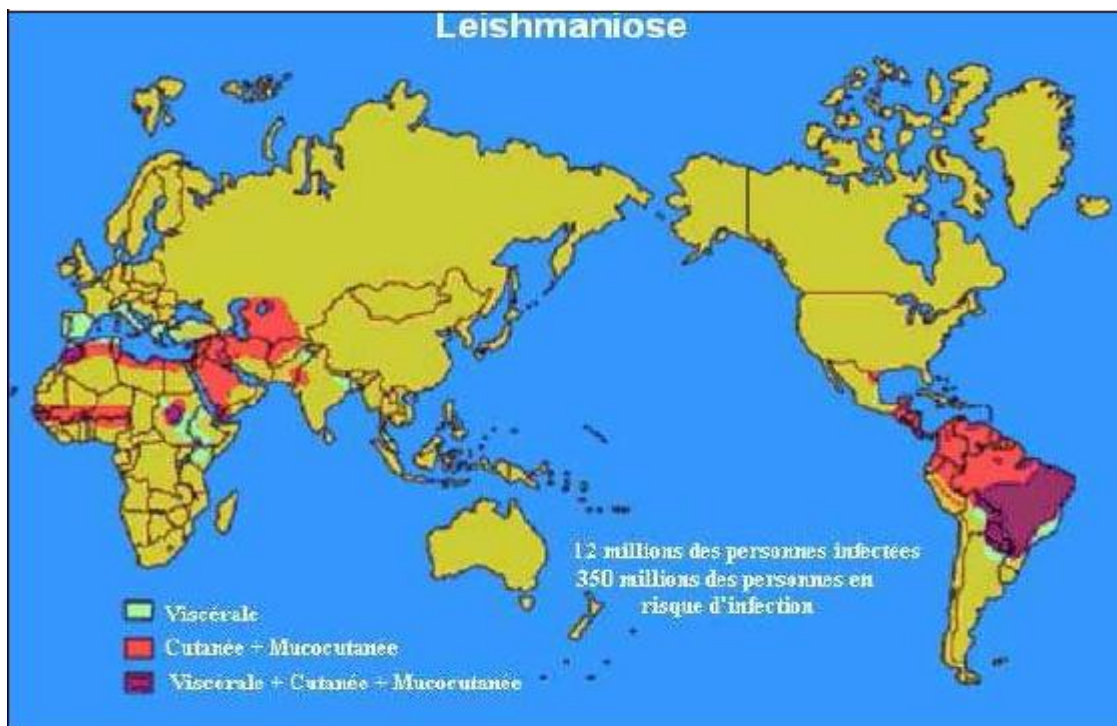 Leishmaniose
12 millions des personnes infectées
350 millions des personnes en
risque d'infection
Viscérale
Cutanée + Mucocutanée
Viscérale + Cutanée + Mucocutanée